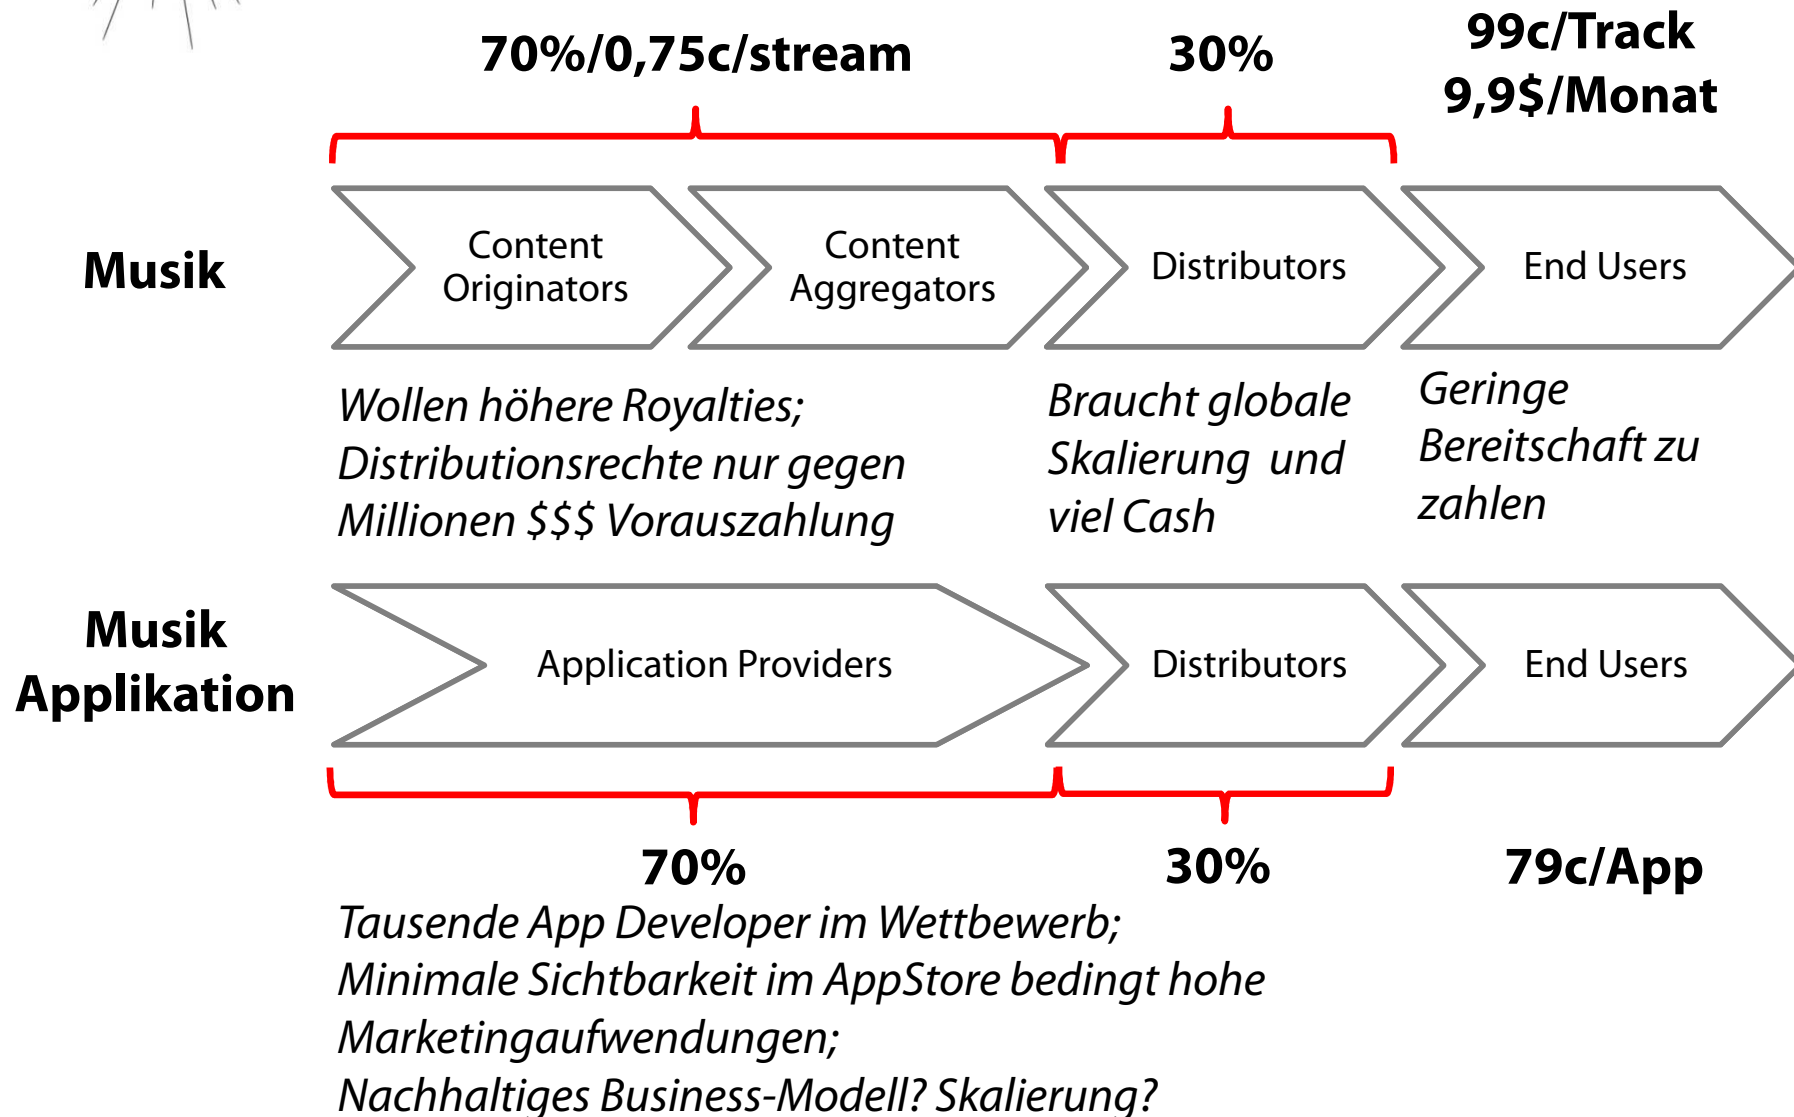 70%/0,75c/stream
30%
99c/Track
9,9$/Monat
Musik
Content
Originators
Content
Aggregators
Distributors
End Users
Wollen höhere Royalties;
Distributionsrechte nur gegen
Millionen $$$ Vorauszahlung
Braucht globale
Skalierung und
viel Cash
Geringe
Bereitschaft zu
zahlen
Musik
Applikation
Application Providers
Distributors
End Users
70%
30%
79c/App
Tausende App Developer im Wettbewerb;
Minimale Sichtbarkeit im AppStore bedingt hohe
Marketingaufwendungen;
Nachhaltiges Business-Modell? Skalierung?